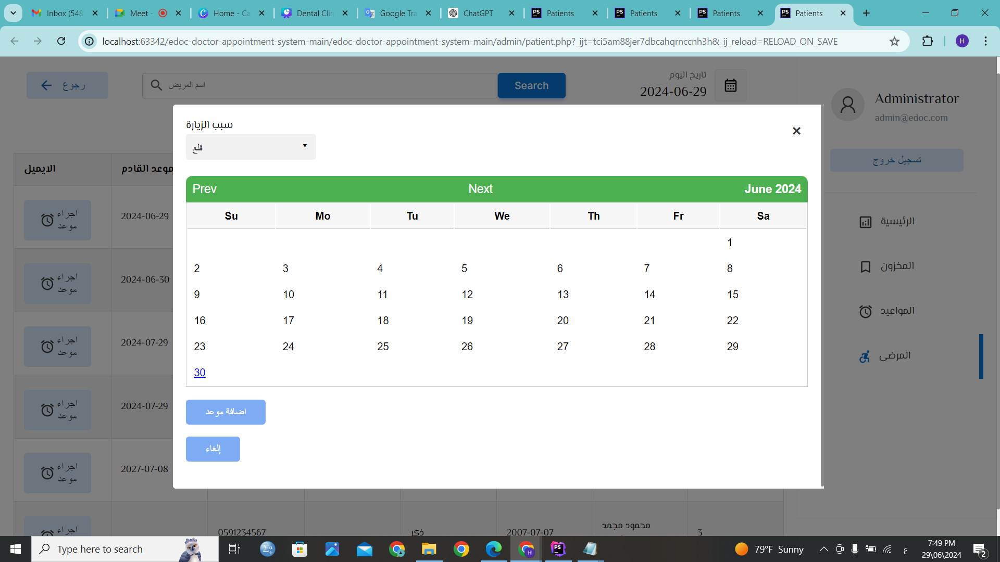 Inbox (548
Meet -
Home - Ca
Dental Clin
Google Tra
ChatGPT
Patients
Patients
Patients
Patients
localhost:63342/edoc-doctor-appointment-system-main/edoc-doctor-appointment-system-main/admin/patient.php?_ijt=tci5am88jer7dbcahqrnccnh3h&_ij_reload=RELOAD_ON_SAVE
H
رجوع
اسم المريض
Search
تاريخ اليوم
2024-06-29
Administrator
admin@edoc.com
تسجيل خروج
الرئيسية
المخزون
المواعيد
المرضى
سبب الزيارة
قلع
Prev Next June 2024
Su Mo Tu We Th Fr Sa
1
2 3 4 5 6 7 8
9 10 11 12 13 14 15
16 17 18 19 20 21 22
23 24 25 26 27 28 29
30
اضافة موعد
إلغاء
الايميل
موعد القادم
اجراء
موعد
2024-06-29
اجراء
موعد
2024-06-30
اجراء
موعد
2024-07-29
اجراء
موعد
2024-07-29
اجراء
موعد
2027-07-08
اجراء
0591234567
ذكر
2007-07-07
محمود مجمد
3
Type here to search
PS
H
79°F Sunny
ع
7:49 PM
29\06\2024
2